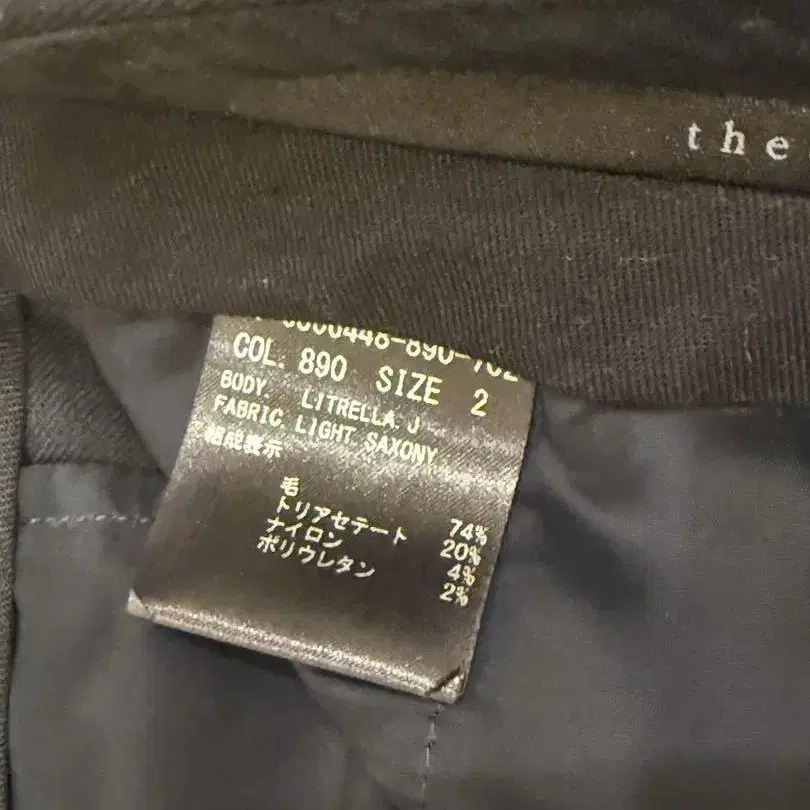 the
COL. 890 SIZE 2
BODY. LITRELLA.J
FABRIC. LIGHT SAXONY
組成表示
毛 74%
トリアセテート 20%
ナイロン 4%
ポリウレタン 2%